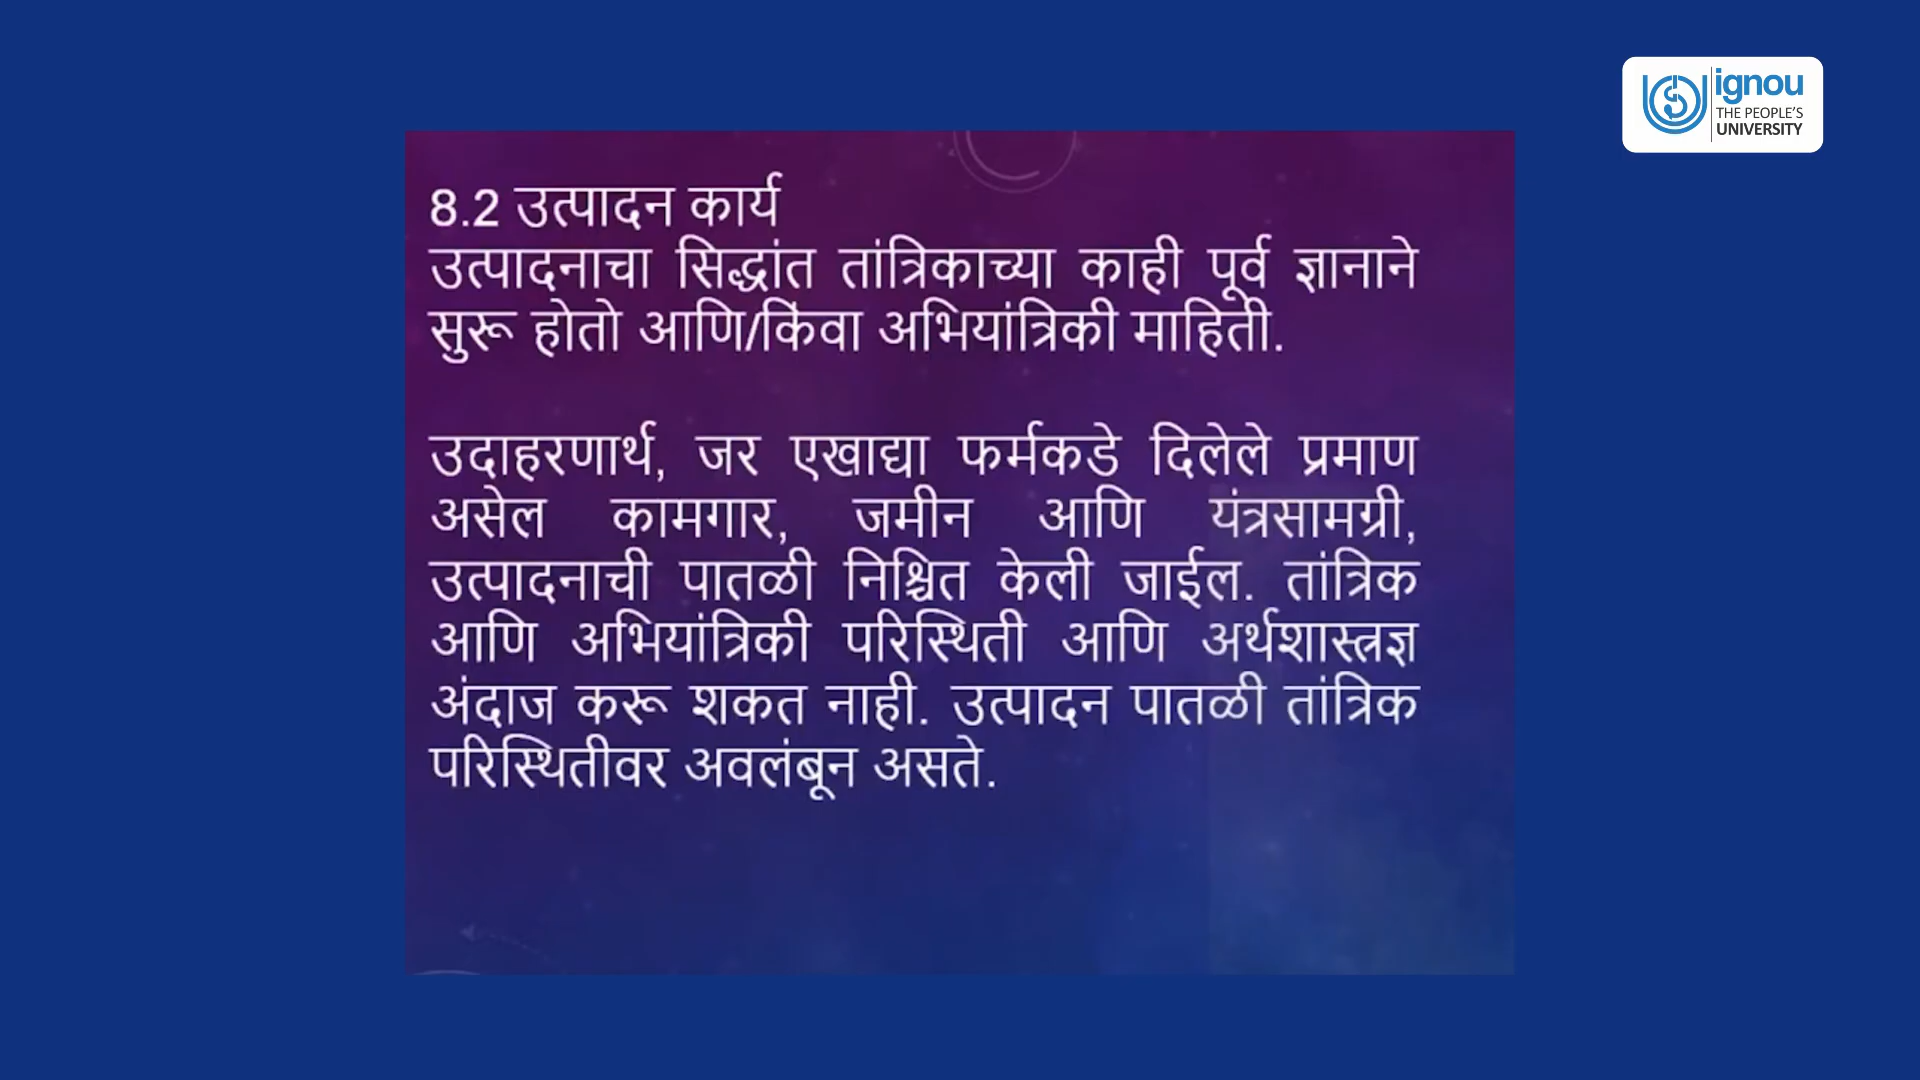 ignou
THE PEOPLE'S
UNIVERSITY
8.2 उत्पादन कार्य
उत्पादनाचा सिद्धांत तांत्रिकाच्या काही पूर्व ज्ञानाने
सुरू होतो आणि/किंवा अभियांत्रिकी माहिती.
उदाहरणार्थ, जर एखाद्या फर्मकडे दिलेले प्रमाण
असेल कामगार, जमीन आणि यंत्रसामग्री,
उत्पादनाची पातळी निश्चित केली जाईल. तांत्रिक
आणि अभियांत्रिकी परिस्थिती आणि अर्थशास्त्रज्ञ
अंदाज करू शकत नाही. उत्पादन पातळी तांत्रिक
परिस्थितीवर अवलंबून असते.